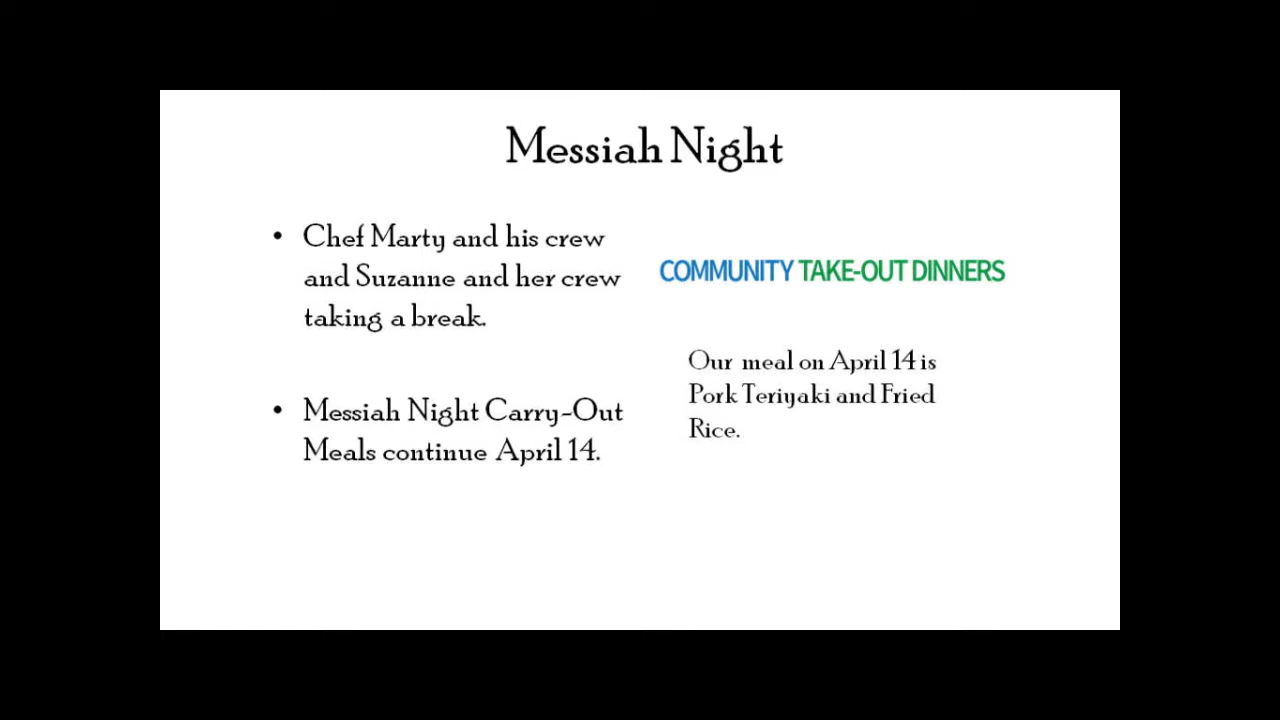 Messiah Night
• Chef Marty and his crew
and Suzanne and her crew
taking a break.
• Messiah Night Carry-Out
Meals continue April 14.
COMMUNITY TAKE-OUT DINNERS
Our meal on April 14 is
Pork Teriyaki and Fried
Rice.